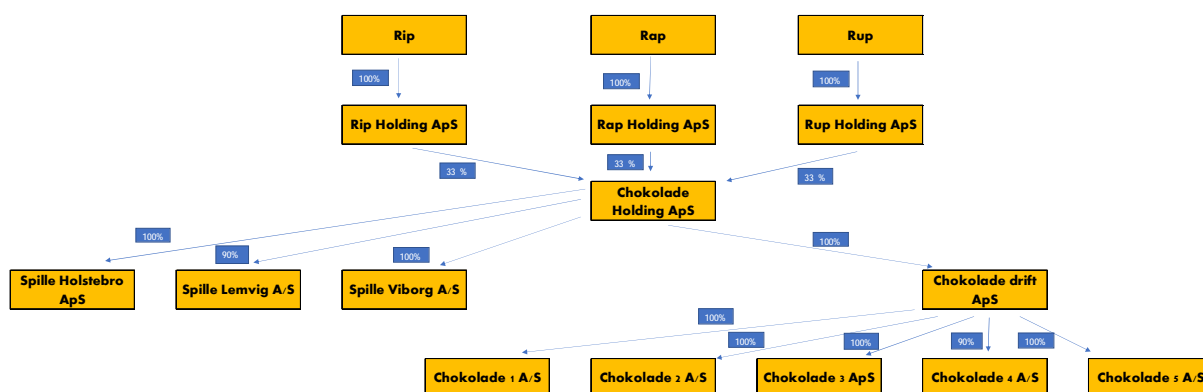 Rip
Rap
Rup
100%
100%
100%
Rip Holding ApS
Rap Holding ApS
Rup Holding ApS
33 %
33 %
33 %
Chokolade
Holding ApS
100%
90%
100%
100%
Spille Holstebro
ApS
Spille Lemvig A/S
Spille Viborg A/S
Chokolade drift
ApS
100%
100%
100%
90%
100%
Chokolade 1 A/S
Chokolade 2 A/S
Chokolade 3 ApS
Chokolade 4 A/S
Chokolade 5 A/S